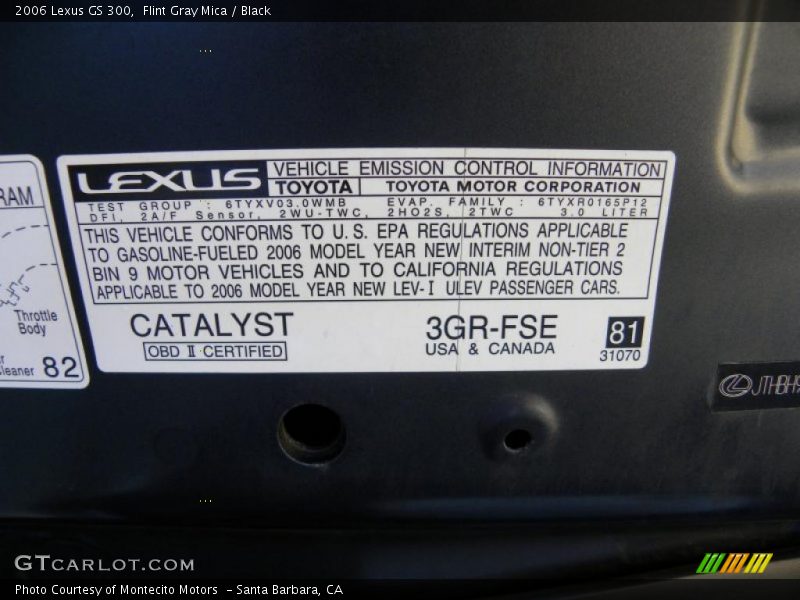 2006 Lexus GS 300, Flint Gray Mica / Black
LEXUS VEHICLE EMISSION CONTROL INFORMATION
TOYOTA TOYOTA MOTOR CORPORATION
TEST GROUP : 6TYXV03.0WMB EVAP. FAMILY : 6TYXR0165P12
DFI, 2A/F Sensor, 2WU-TWC, 2HO2S, 2TWC 3.0 LITER
THIS VEHICLE CONFORMS TO U.S. EPA REGULATIONS APPLICABLE
TO GASOLINE-FUELED 2006 MODEL YEAR NEW INTERIM NON-TIER 2
BIN 9 MOTOR VEHICLES AND TO CALIFORNIA REGULATIONS
APPLICABLE TO 2006 MODEL YEAR NEW LEV-I ULEV PASSENGER CARS.
CATALYST 3GR-FSE 81
OBD II CERTIFIED USA & CANADA 31070
Throttle
Body
82
GTCARLOT.COM
Photo Courtesy of Montecito Motors - Santa Barbara, CA